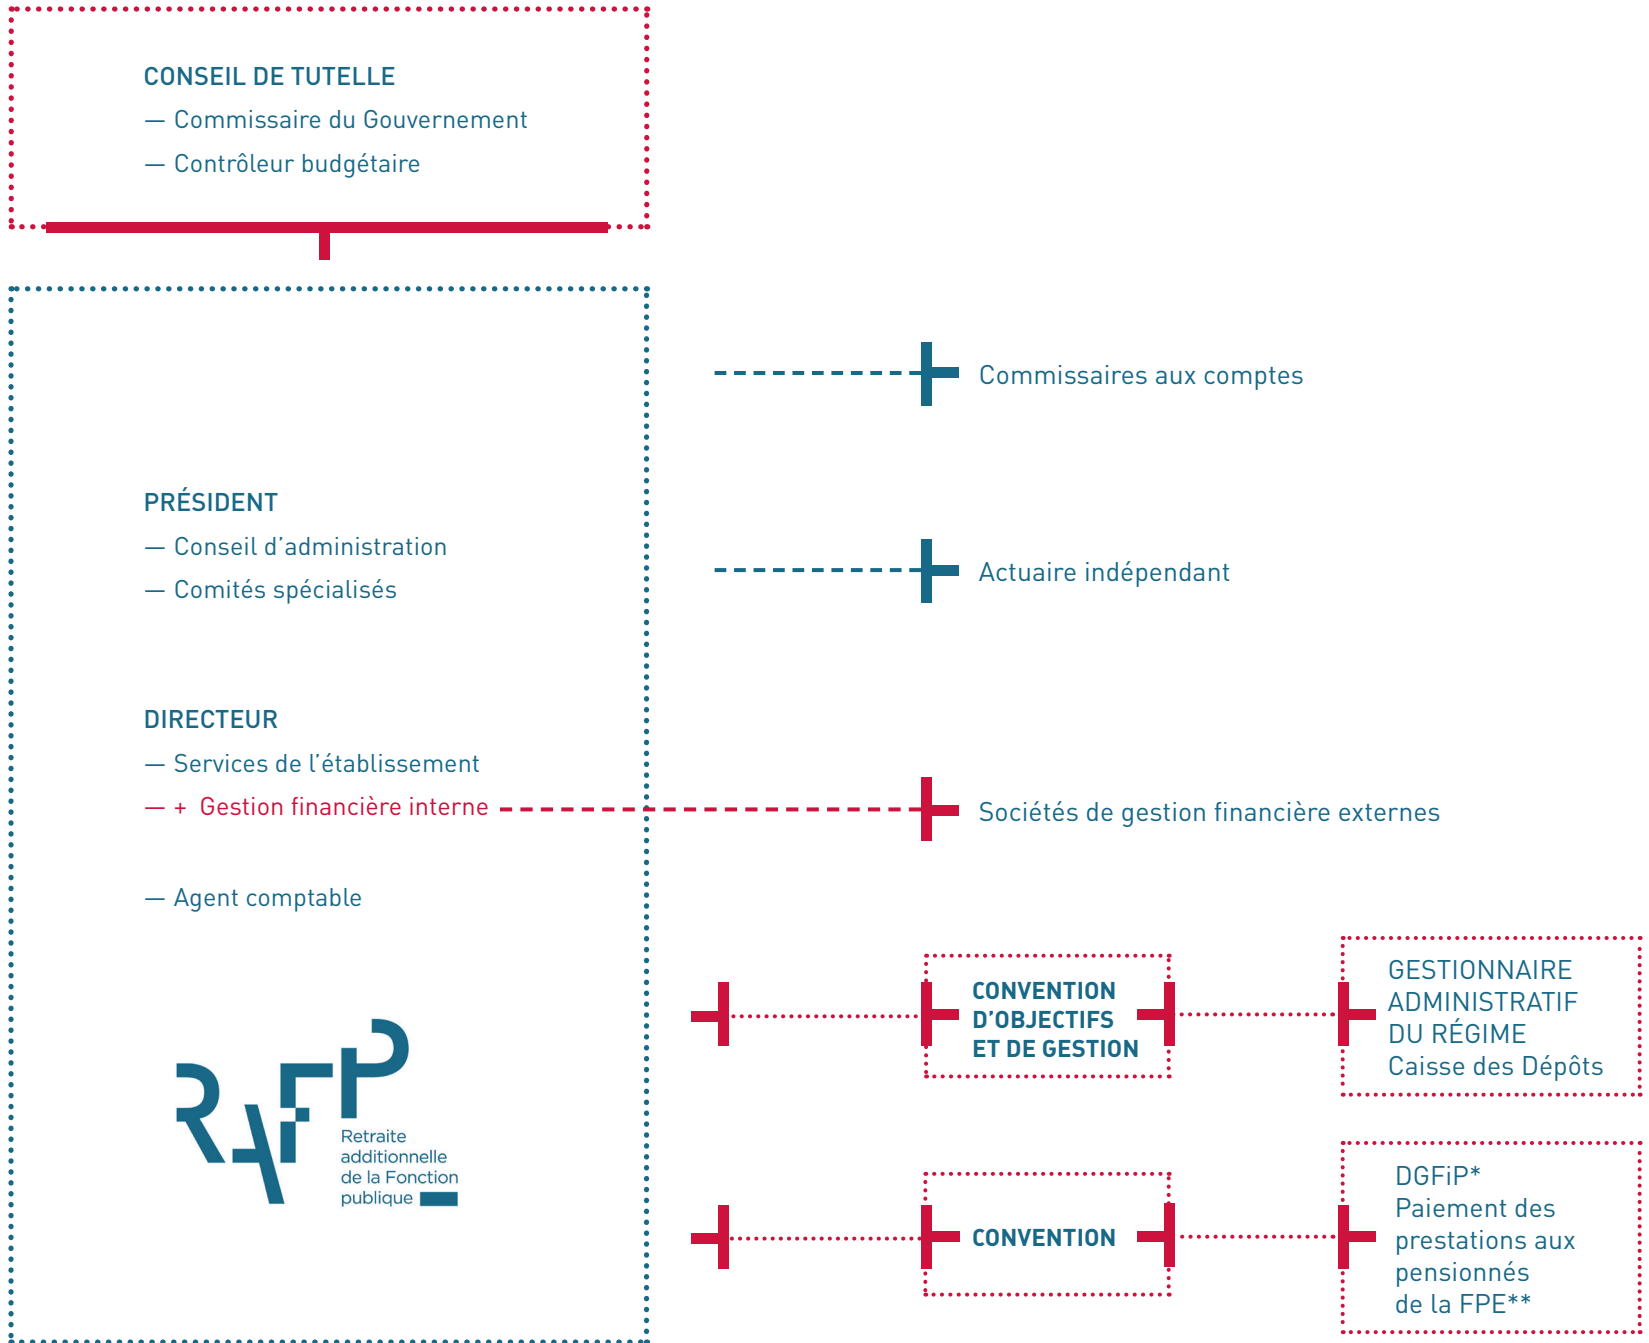 CONSEIL DE TUTELLE
— Commissaire du Gouvernement
— Contrôleur budgétaire
PRÉSIDENT
— Conseil d’administration
— Comités spécialisés
DIRECTEUR
— Services de l’établissement
— + Gestion financière interne
— Agent comptable
RAFP
Retraite
additionnelle
de la Fonction
publique
Commissaires aux comptes
Actuaire indépendant
Sociétés de gestion financière externes
CONVENTION
D’OBJECTIFS
ET DE GESTION
GESTIONNAIRE
ADMINISTRATIF
DU RÉGIME
Caisse des Dépôts
CONVENTION
DGFiP*
Paiement des
prestations aux
pensionnés
de la FPE**